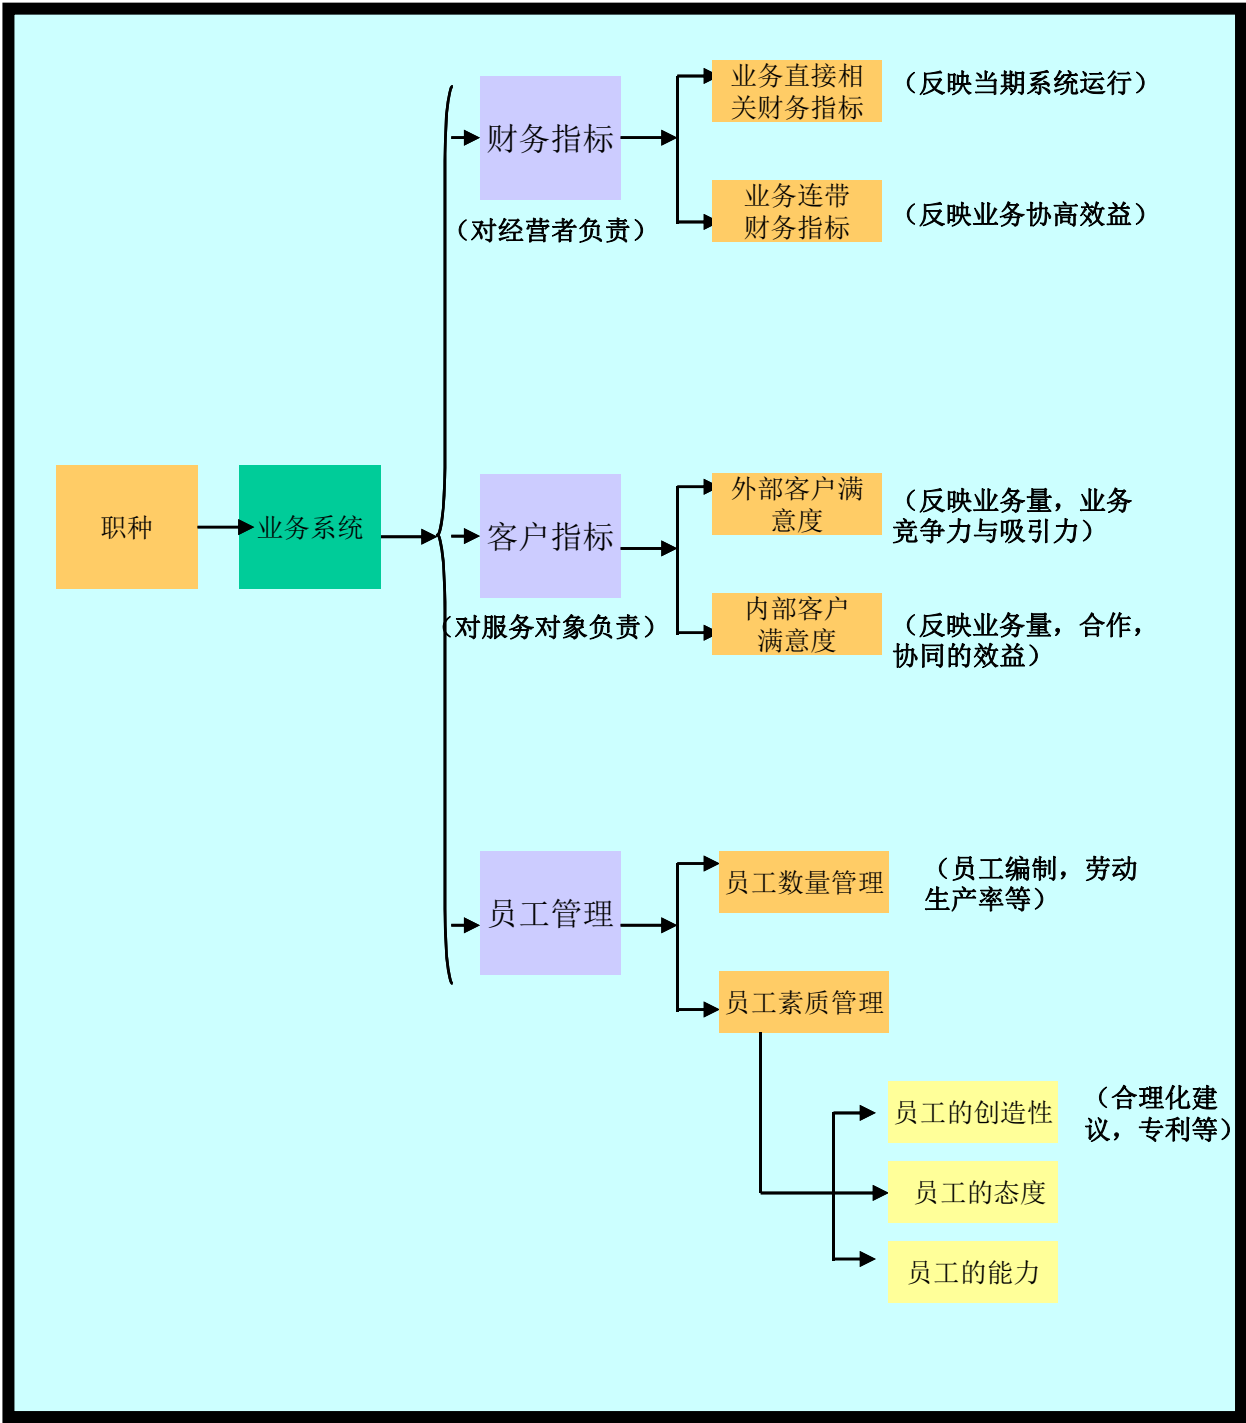 业务直接相
关财务指标
（反映当期系统运行）
财务指标
（对经营者负责）
业务连带
财务指标
（反映业务协高效益）
职种
业务系统
客户指标
（对服务对象负责）
外部客户满
意度
（反映业务量，业务
竞争力与吸引力）
内部客户
满意度
（反映业务量，合作，
协同的效益）
员工管理
员工数量管理
（员工编制，劳动
生产率等）
员工素质管理
员工的创造性
（合理化建
议，专利等）
员工的态度
员工的能力